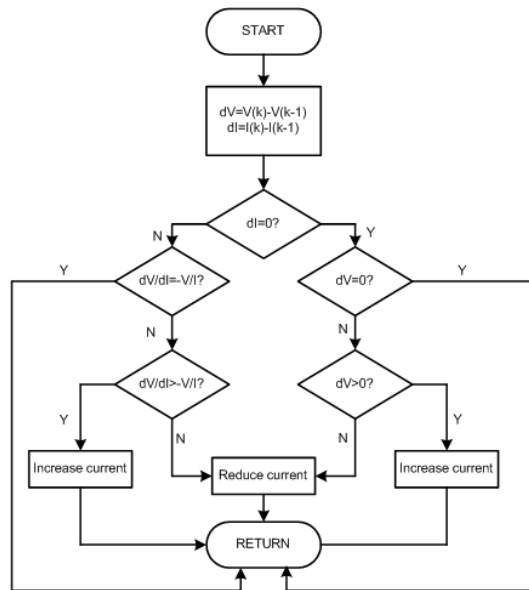 START
dV=V(k)-V(k-1)
dI=I(k)-I(k-1)
dI=0?
N
Y
Y
dV/dI=-V/I?
dV=0?
Y
N
N
dV/dI>-V/I?
dV>0?
Y
N
N
Y
Increase current
Reduce current
Increase current
RETURN